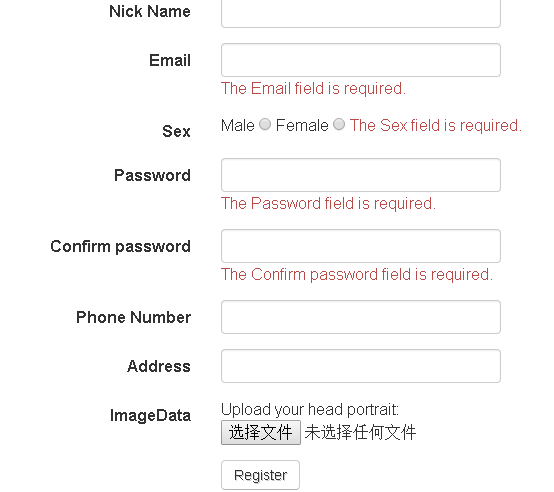 Nick Name
Email
The Email field is required.
Sex Male Female The Sex field is required.
Password
The Password field is required.
Confirm password
The Confirm password field is required.
Phone Number
Address
ImageData Upload your head portrait:
选择文件 未选择任何文件
Register